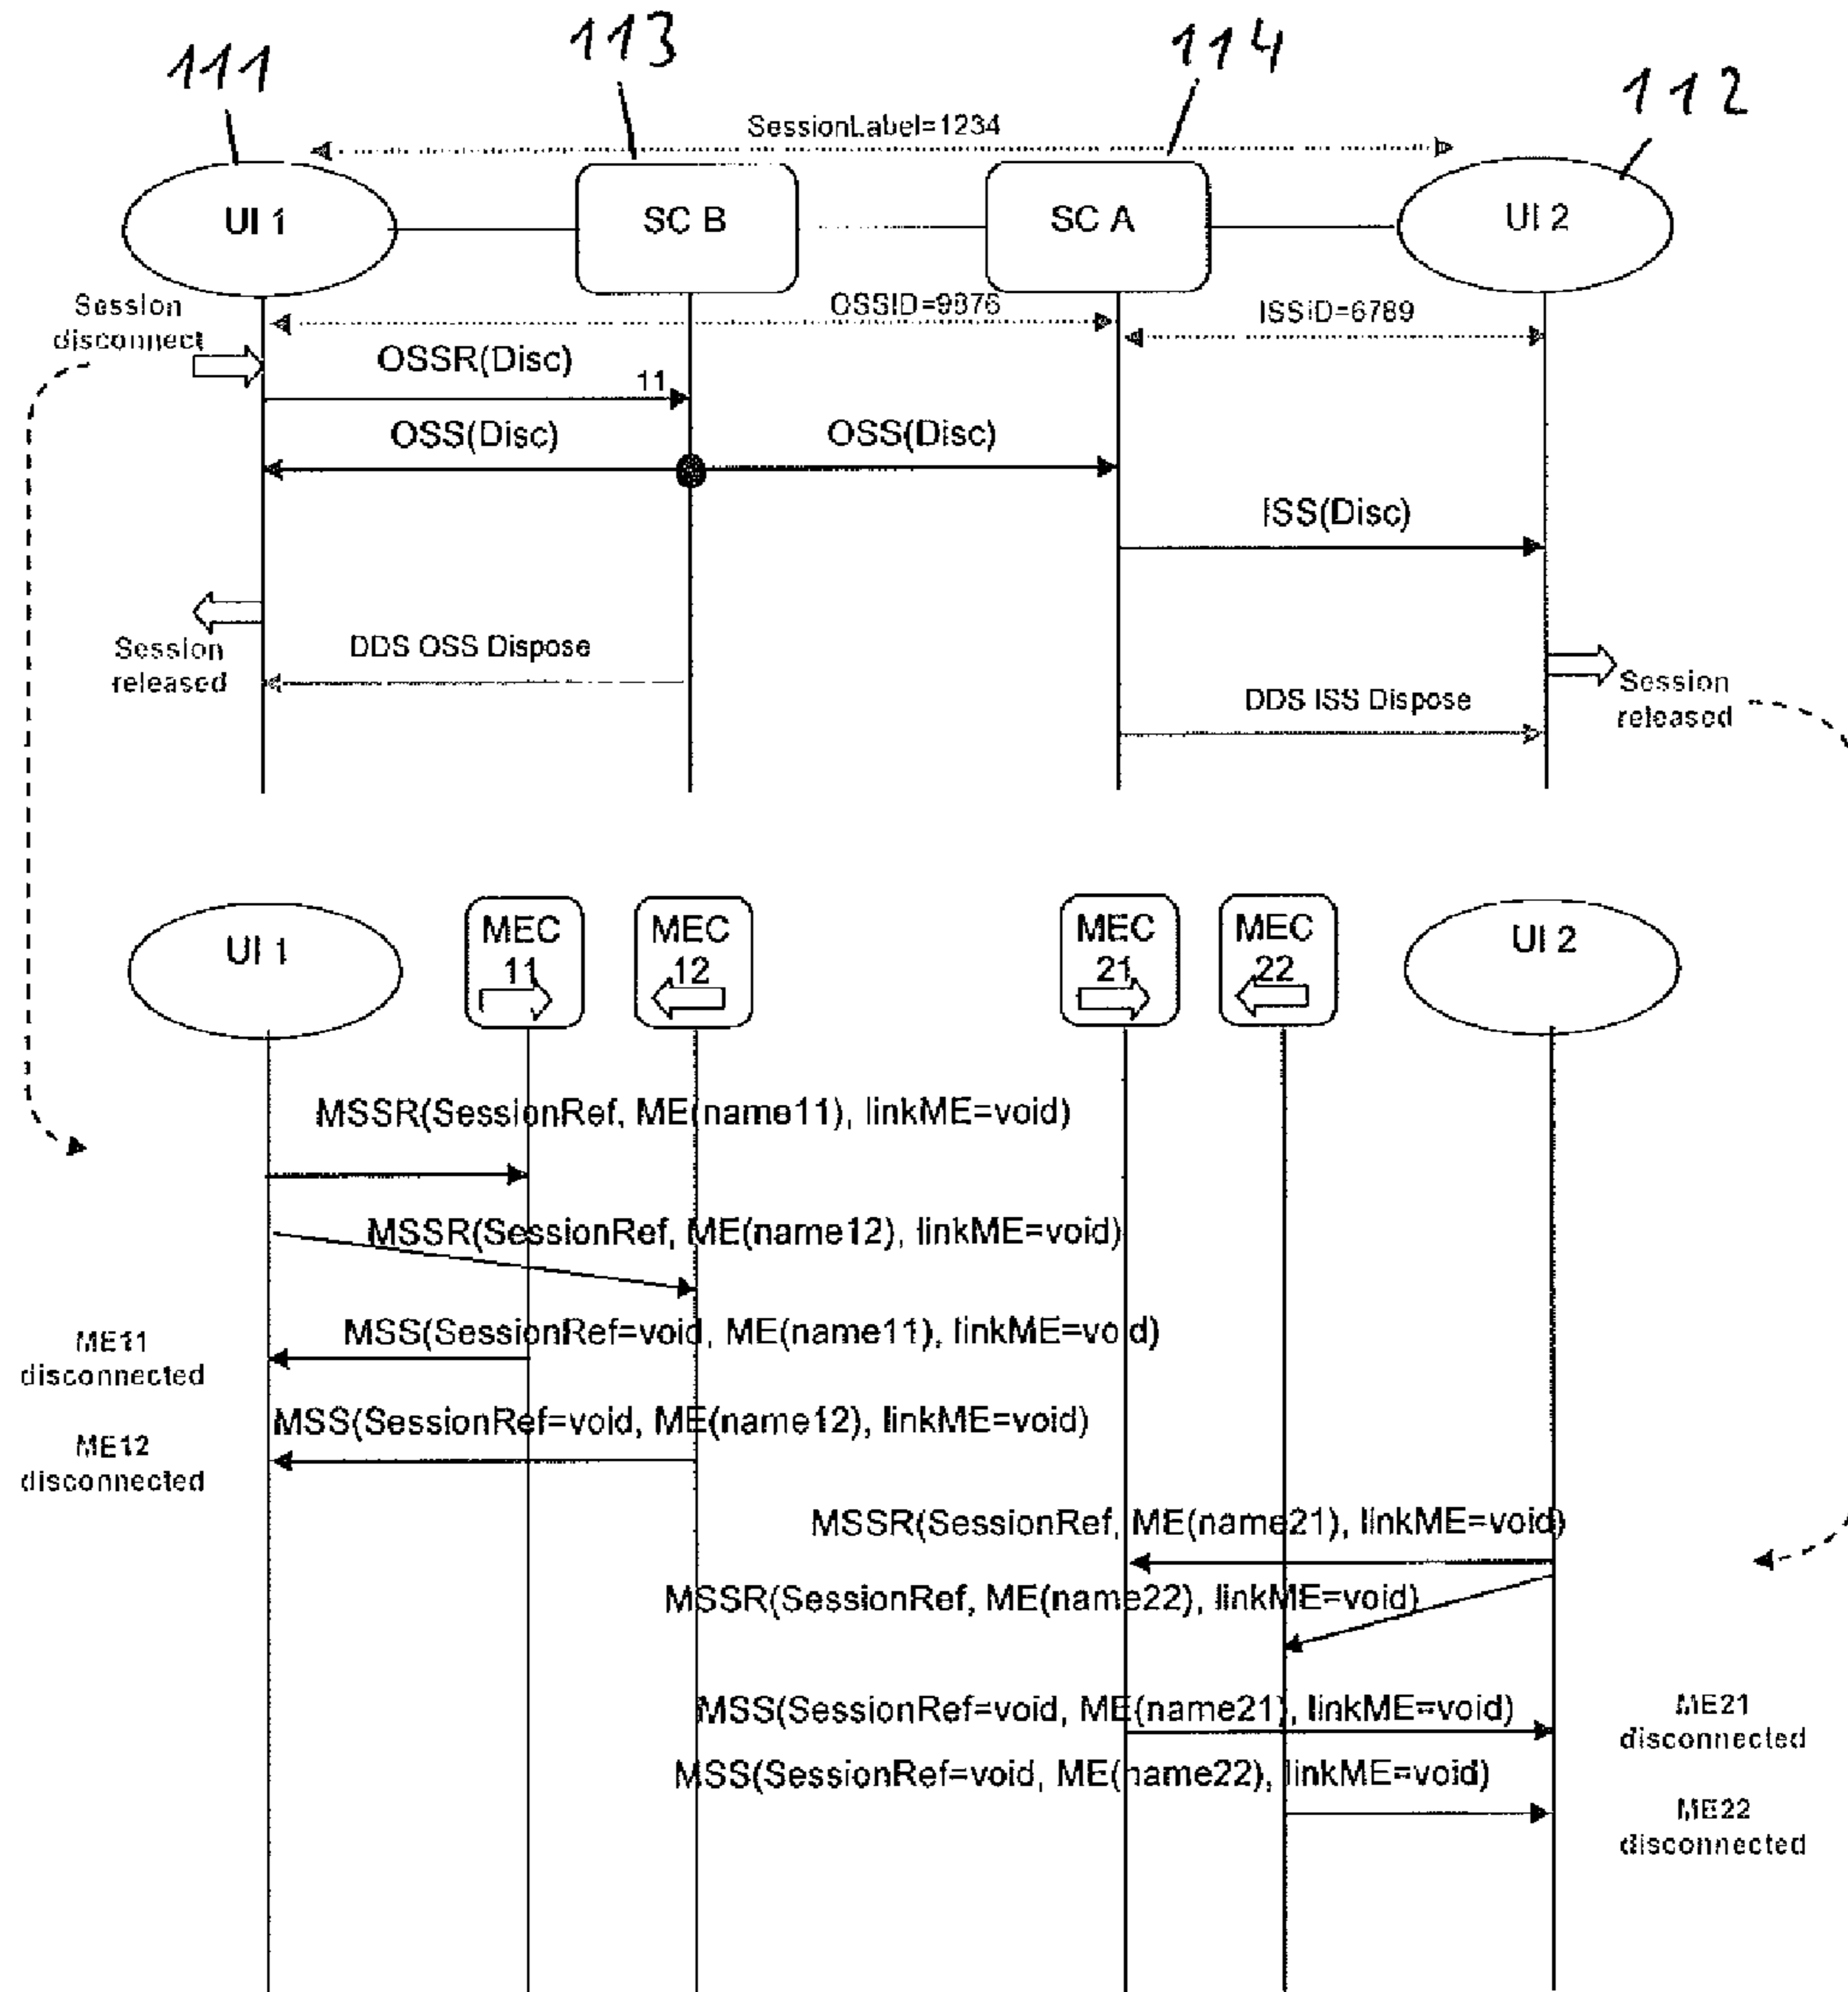 111
113
114
112
SessionLabel=1234
UI 1
SC B
SC A
UI 2
Session
disconnect
OSSID=9876
ISSID=6789
OSSR(Disc)
11
OSS(Disc)
OSS(Disc)
ISS(Disc)
Session
released
DDS OSS Dispose
Session
released
DDS ISS Dispose
UI 1
MEC
11
MEC
12
MEC
21
MEC
22
UI 2
MSSR(SessionRef, ME(name11), linkME=void)
MSSR(SessionRef, ME(name12), linkME=void)
ME11
disconnected
MSS(SessionRef=void, ME(name11), linkME=void)
MSS(SessionRef=void, ME(name12), linkME=void)
ME12
disconnected
MSSR(SessionRef, ME(name21), linkME=void)
MSSR(SessionRef, ME(name22), linkME=void)
MSS(SessionRef=void, ME(name21), linkME=void)
ME21
disconnected
MSS(SessionRef=void, ME(name22), linkME=void)
ME22
disconnected